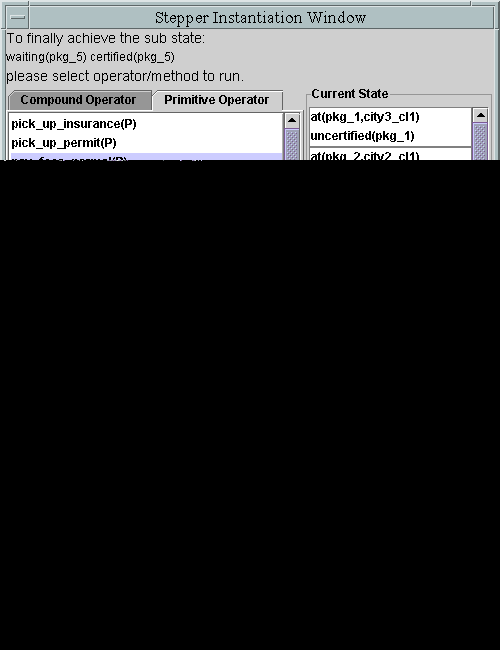 Stepper Instantiation Window
To finally achieve the sub state:
waiting(pkg_5) certified(pkg_5)
please select operator/method to run.
Compound Operator
Primitive Operator
pick_up_insurance(P)
pick_up_permit(P)
Current State
at(pkg_1,city3_cl1)
uncertified(pkg_1)
at(pkg_2,city2_cl1)